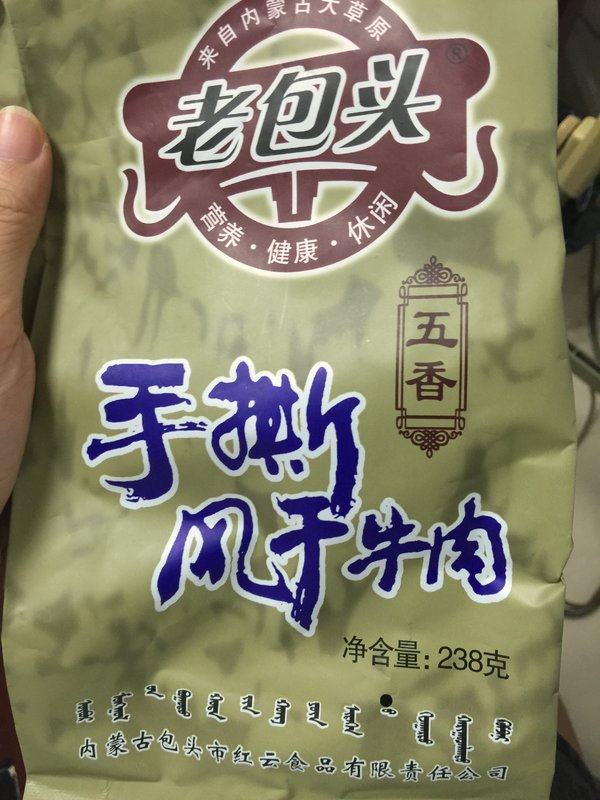 来自内蒙古大草原
老包头®
营养·健康·休闲
五香
手撕
风干牛肉
净含量:238克
内蒙古包头市红云食品有限责任公司